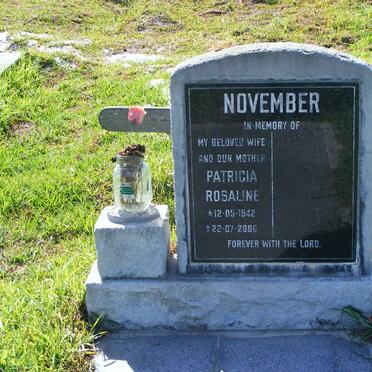 NOVEMBER
IN MEMORY OF
MY BELOVED WIFE
AND OUR MOTHER
PATRICIA
ROSALINE
*12-05-1942
†22-07-2006
FOREVER WITH THE LORD.